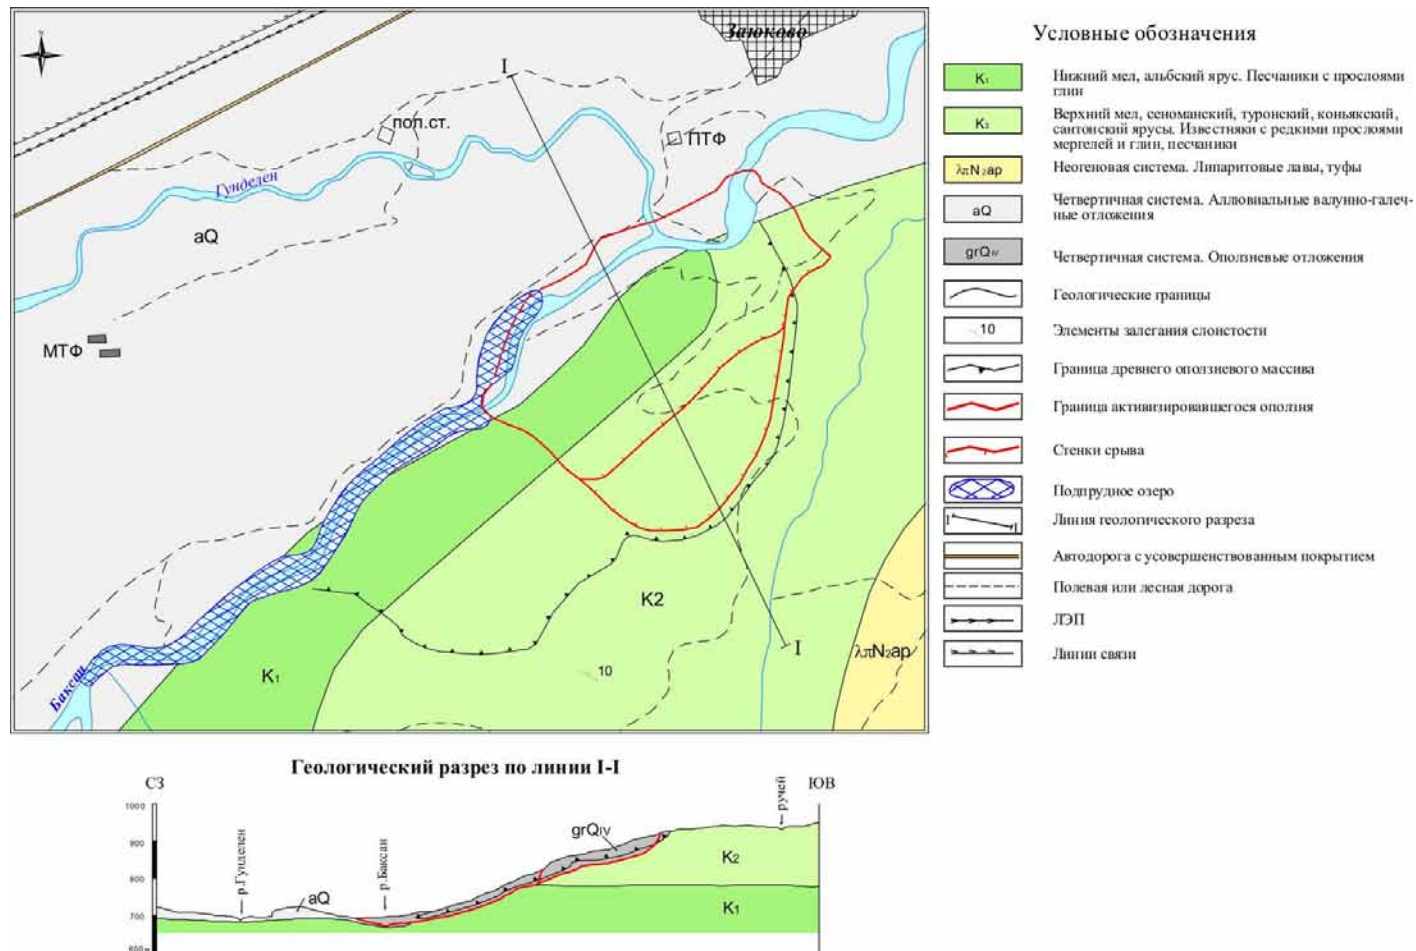 Заюково
I
пол.ст.
ПТФ
Гунделен
aQ
МТФ
K2
I
λπN₂ap
10
K₁
Баксан
Условные обозначения
K₁
Нижний мел, альбский ярус. Песчаники с прослоями
глин
K₂
Верхний мел, сеноманский, туронский, коньякский,
сантонский ярусы. Известняки с редкими прослоями
мергелей и глин, песчаники
λπN₂ap
Неогеновая система. Липаритовые лавы, туфы
aQ
Четвертичная система. Алловиальные валунно-галеч-
ные отложения
grQIV
Четвертичная система. Оползневые отложения
Геологические границы
10
Элементы залегания слоистости
Граница древнего оползневого массива
Граница активизировавшегося оползня
Стенки срыва
Подпрудное озеро
I I
Линия геологического разреза
Автодорога с усовершенствованным покрытием
Полевая или лесная дорога
ЛЭП
Линии связи
Геологический разрез по линии I-I
СЗ
ЮВ
1000
900
800
700
600м
р.Гунделен
aQ
р.Баксан
grQIV
ручей
K2
K₁